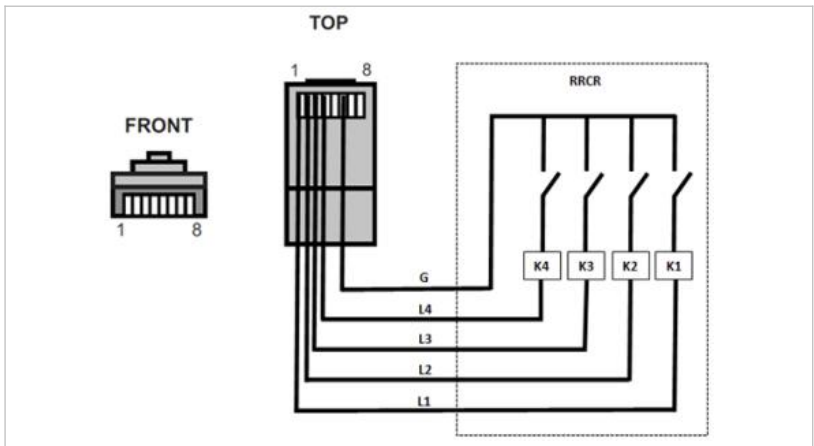 TOP
1 8
RRCR
FRONT
1 8
K4 K3 K2 K1
G
L4
L3
L2
L1